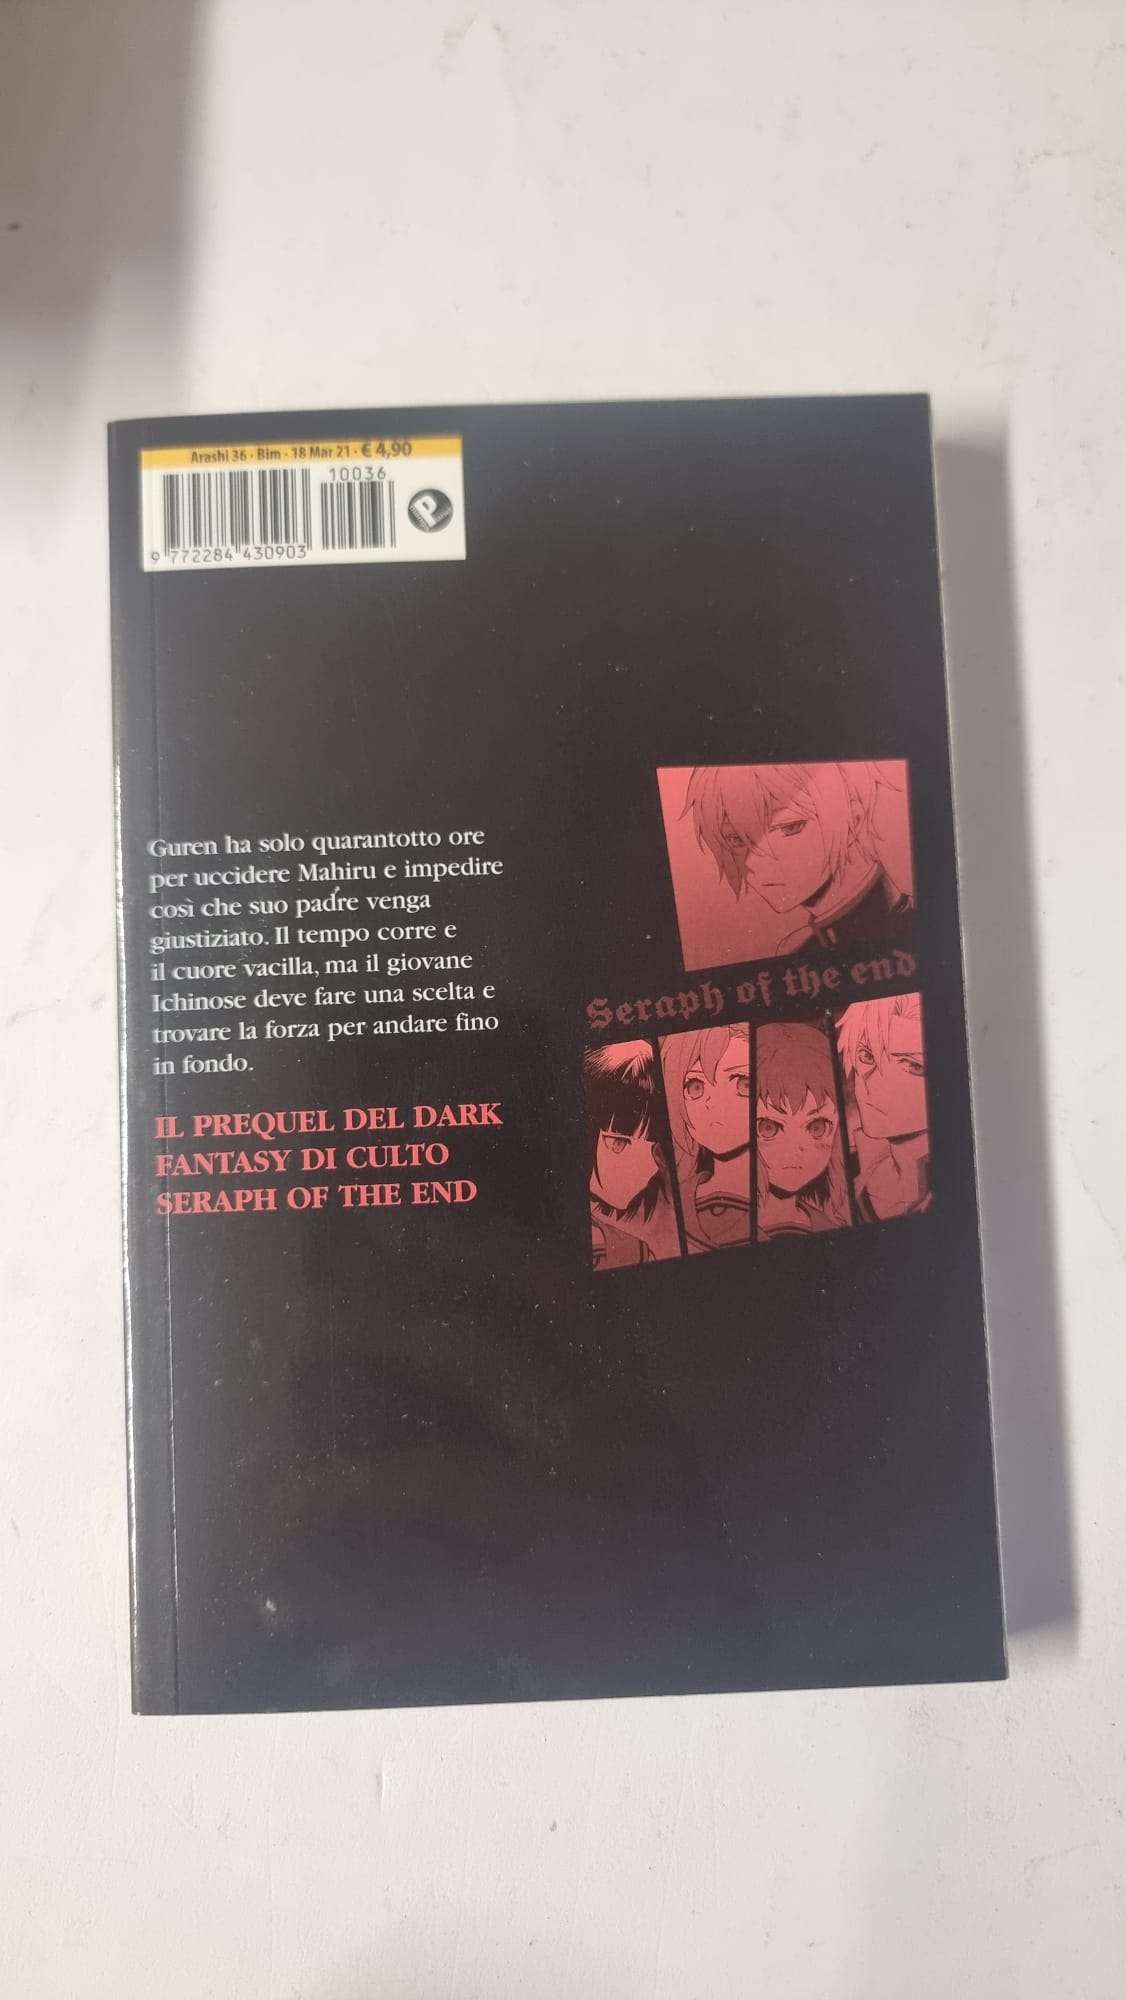 Arashi 36 · Bim · 18 Mar 21 · € 4,90
10036
9 772284 430903
P
Guren ha solo quarantotto ore
per uccidere Mahiru e impedire
così che suo padre venga
giustiziato. Il tempo corre e
il cuore vacilla, ma il giovane
Ichinose deve fare una scelta e
trovare la forza per andare fino
in fondo.
Seraph of the end
IL PREQUEL DEL DARK
FANTASY DI CULTO
SERAPH OF THE END